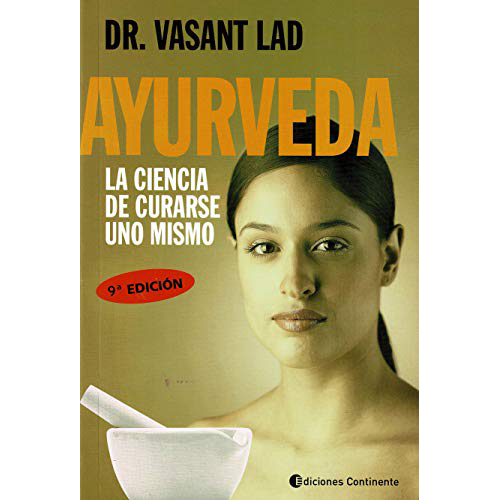 DR. VASANT LAD
AYURVEDA
LA CIENCIA
DE CURARSE
UNO MISMO
9ª EDICIÓN
Ediciones Continente